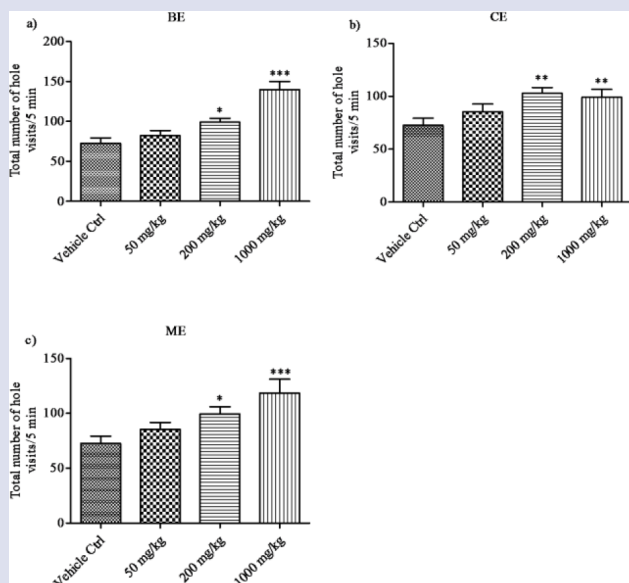 a)
BE
Total number of hole
visits/5 min
200
150
100
50
0
*
***
Vehicle Ctrl
50 mg/kg
200 mg/kg
1000 mg/kg
b)
CE
Total number of hole
visits/5 min
150
100
50
0
**
**
Vehicle Ctrl
50 mg/kg
200 mg/kg
1000 mg/kg
c)
ME
Total number of hole
visits/5 min
150
100
50
0
*
***
Vehicle Ctrl
50 mg/kg
200 mg/kg
1000 mg/kg